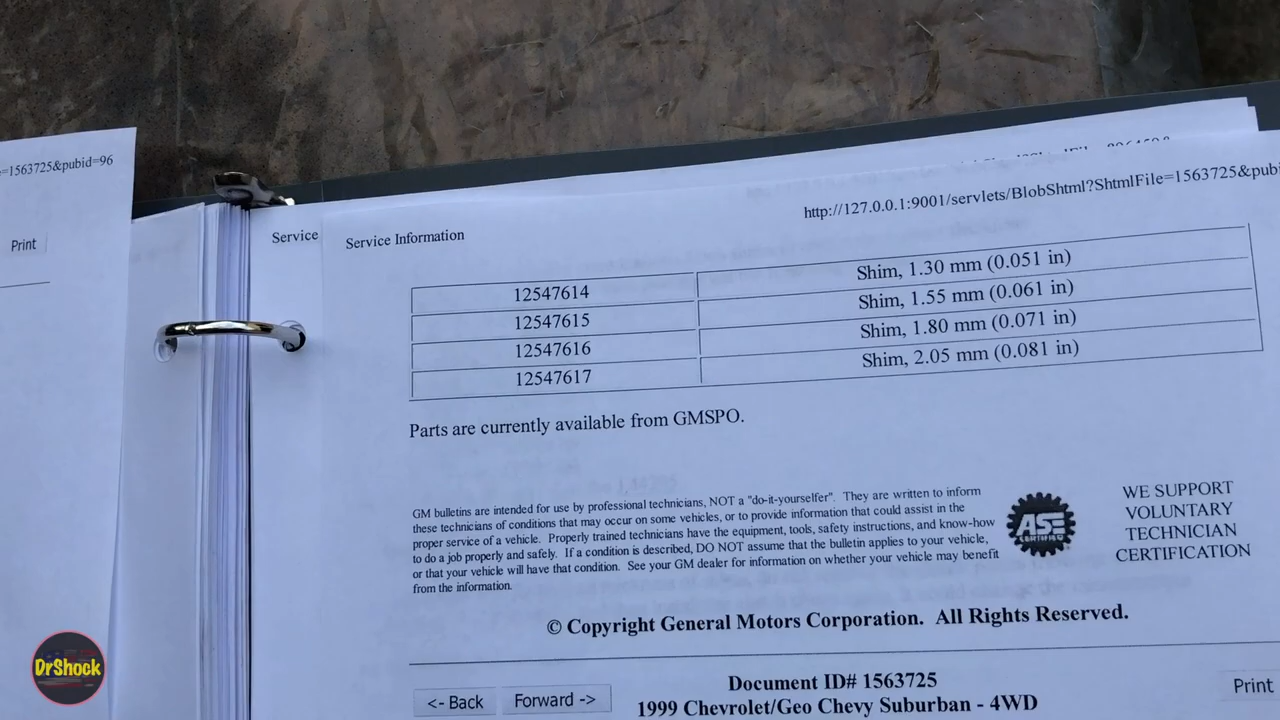 =1563725&pubid=96
Print
Service
Service Information
http://127.0.0.1:9001/servlets/BlobShtml?ShtmlFile=1563725&pubi
12547614 Shim, 1.30 mm (0.051 in)
12547615 Shim, 1.55 mm (0.061 in)
12547616 Shim, 1.80 mm (0.071 in)
12547617 Shim, 2.05 mm (0.081 in)
Parts are currently available from GMSPO.
GM bulletins are intended for use by professional technicians, NOT a "do-it-yourselfer". They are written to inform
these technicians of conditions that may occur on some vehicles, or to provide information that could assist in the
proper service of a vehicle. Properly trained technicians have the equipment, tools, safety instructions, and know-how
to do a job properly and safely. If a condition is described, DO NOT assume that the bulletin applies to your vehicle,
or that your vehicle will have that condition. See your GM dealer for information on whether your vehicle may benefit
from the information.
ASE
CERTIFIED
WE SUPPORT
VOLUNTARY
TECHNICIAN
CERTIFICATION
© Copyright General Motors Corporation. All Rights Reserved.
<- Back
Forward ->
Document ID# 1563725
1999 Chevrolet/Geo Chevy Suburban - 4WD
Print
DrShock